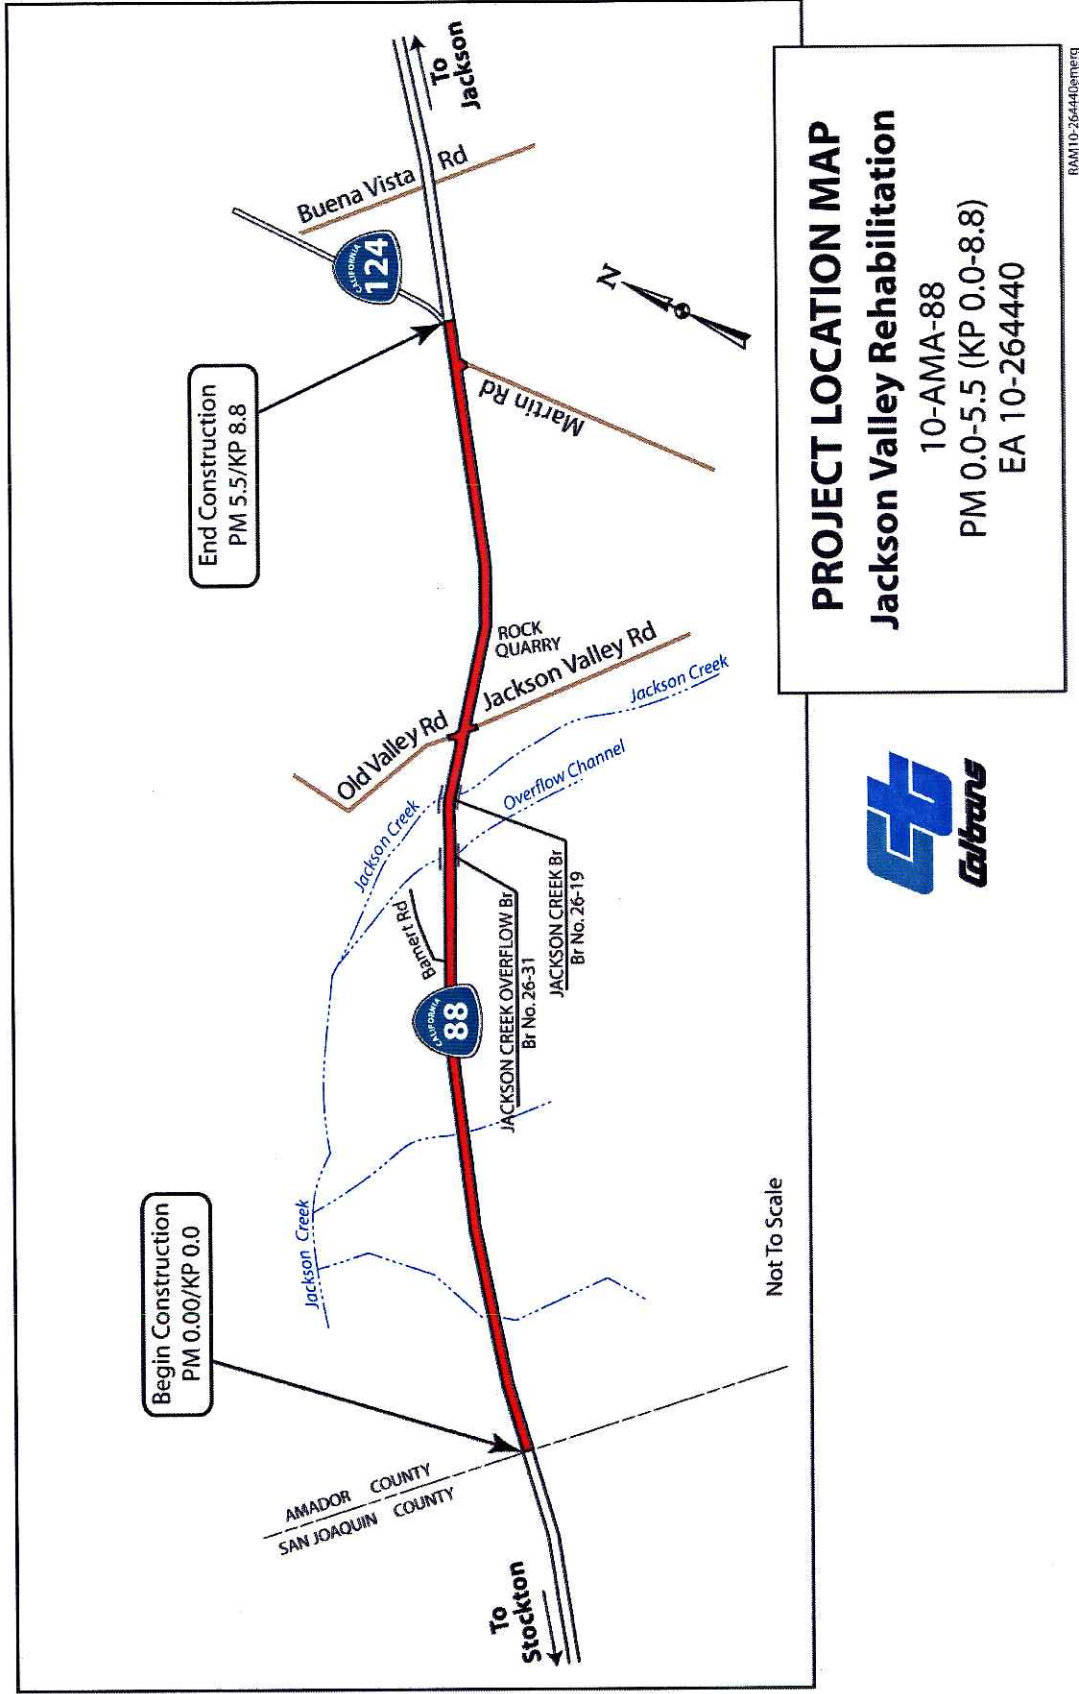 To
Stockton
AMADOR COUNTY
SAN JOAQUIN COUNTY
Begin Construction
PM 0.00/KP 0.0
Jackson Creek
CALIFORNIA
88
Bamert Rd
Jackson Creek
JACKSON CREEK OVERFLOW Br
Br No. 26-31
JACKSON CREEK Br
Br No. 26-19
Overflow Channel
Jackson Creek
Old Valley Rd
Jackson Valley Rd
ROCK
QUARRY
End Construction
PM 5.5/KP 8.8
Martin Rd
CALIFORNIA
124
Buena Vista Rd
To
Jackson
N
Not To Scale
Caltrans
PROJECT LOCATION MAP
Jackson Valley Rehabilitation
10-AMA-88
PM 0.0-5.5 (KP 0.0-8.8)
EA 10-264440
RAM10-264440emerg